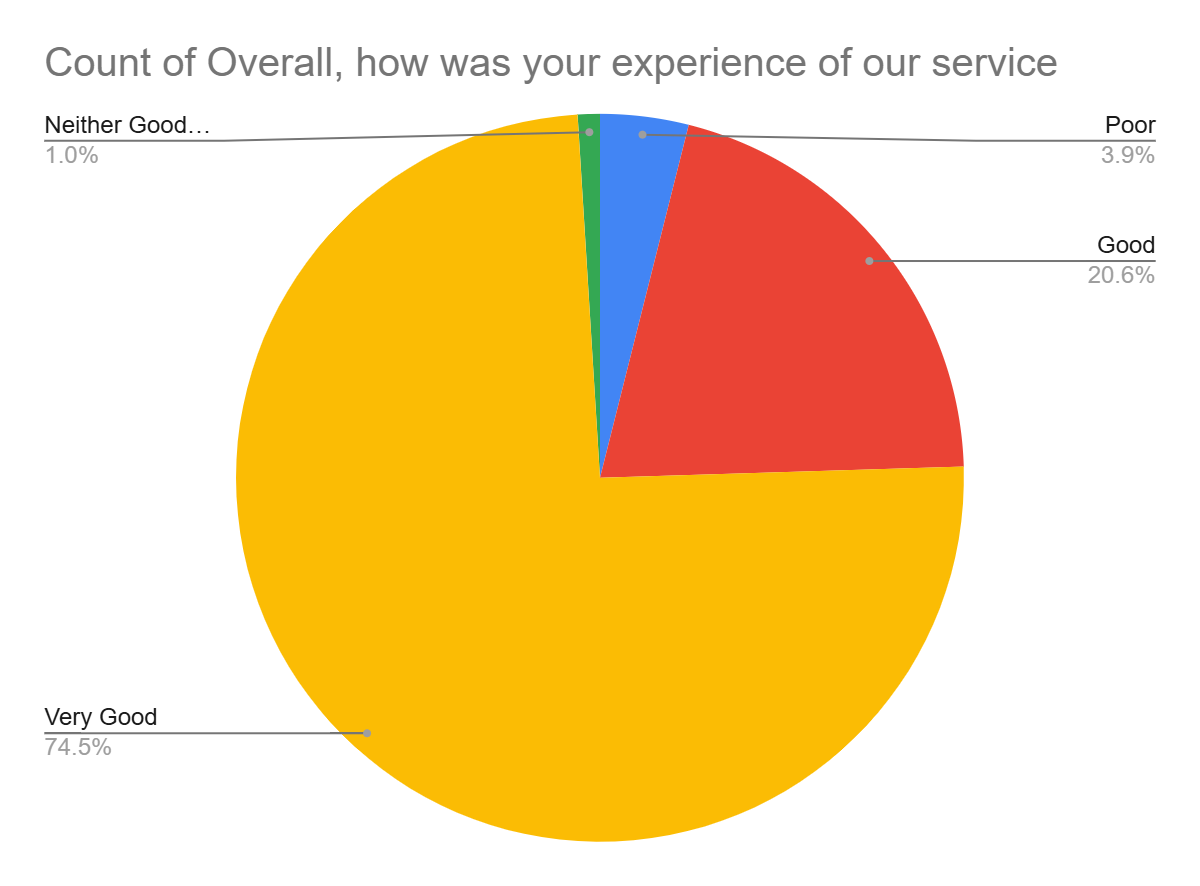 Count of Overall, how was your experience of our service
Neither Good…
1.0%
Poor
3.9%
Good
20.6%
Very Good
74.5%